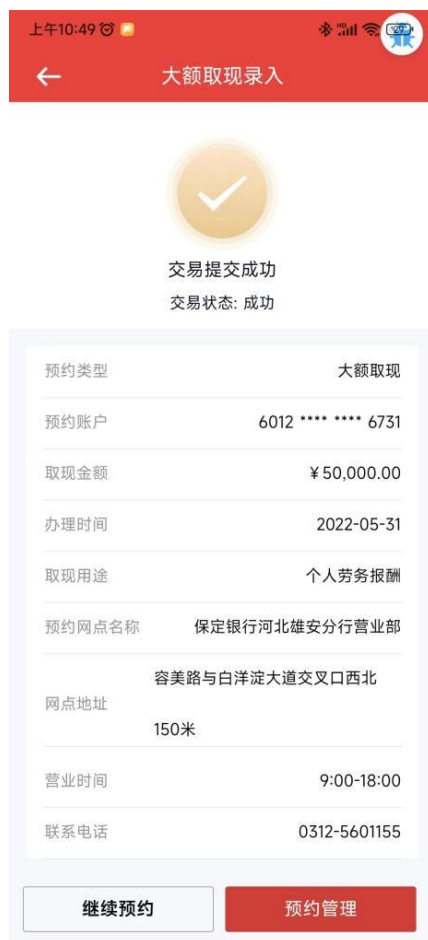 上午10:49
大额取现录入
交易提交成功
交易状态: 成功
预约类型 大额取现
预约账户 6012 **** **** 6731
取现金额 ¥50,000.00
办理时间 2022-05-31
取现用途 个人劳务报酬
预约网点名称 保定银行河北雄安分行营业部
网点地址 容美路与白洋淀大道交叉口西北
150米
营业时间 9:00-18:00
联系电话 0312-5601155
继续预约 预约管理